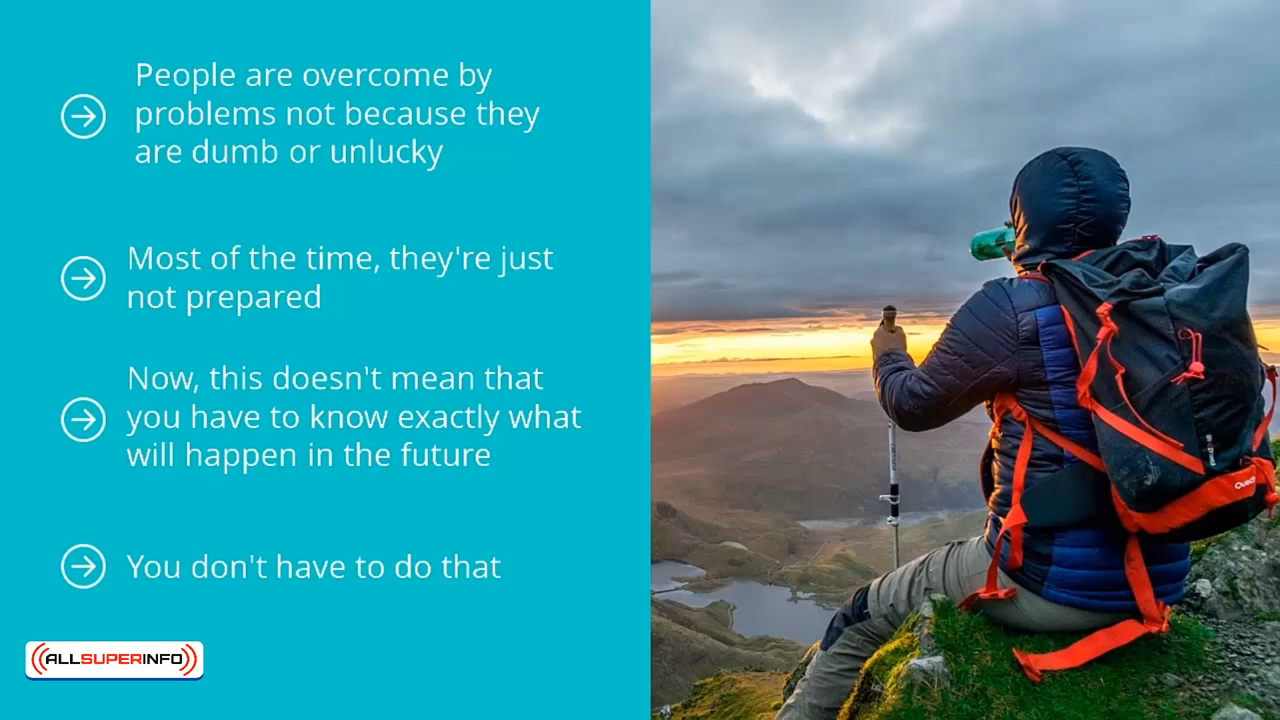 People are overcome by
problems not because they
are dumb or unlucky
Most of the time, they're just
not prepared
Now, this doesn't mean that
you have to know exactly what
will happen in the future
You don't have to do that
ALLSUPERINFO